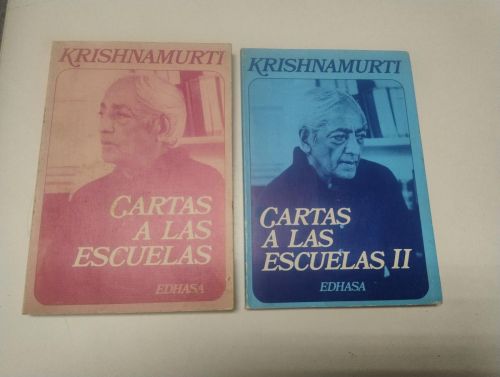 KRISHNAMURTI
CARTAS
A LAS
ESCUELAS
EDHASA
KRISHNAMURTI
CARTAS
A LAS
ESCUELAS II
EDHASA